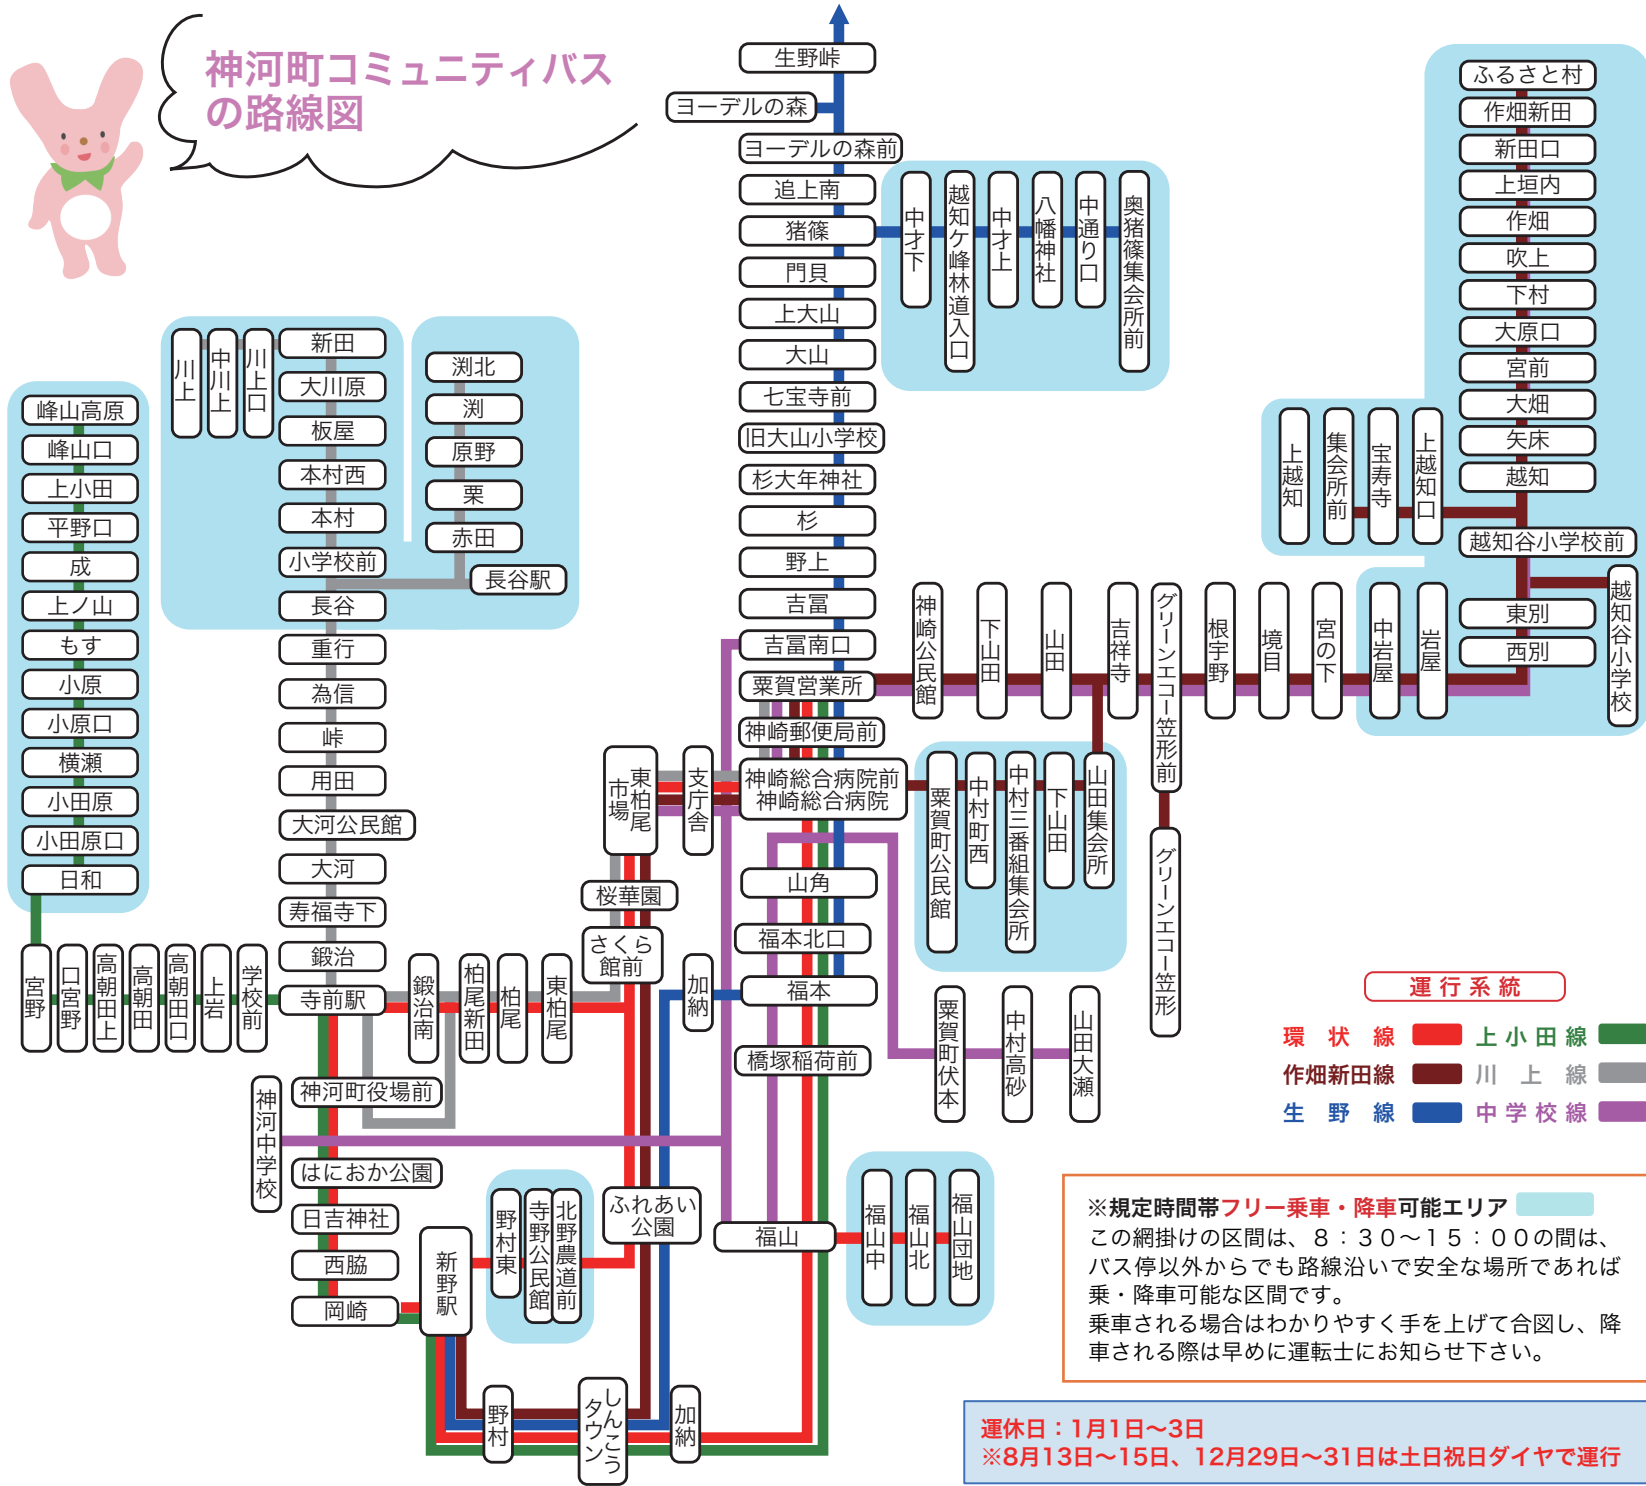 神河町コミュニティバス
の路線図
生野峠
ヨーデルの森
ヨーデルの森前
追上南
猪篠
門貝
上大山
大山
七宝寺前
旧大山小学校
杉大年神社
杉
野上
吉冨
吉冨南口
粟賀営業所
神崎郵便局前
神崎総合病院前
神崎総合病院
山角
福本北口
福本
橋塚稲荷前
福山
中才下
越知ケ峰林道入口
中才上
八幡神社
中通り口
奥猪篠集会所前
ふるさと村
作畑新田
新田口
上垣内
作畑
吹上
下村
大原口
宮前
大畑
矢床
越知
越知谷小学校前
東別
西別
越知谷小学校
上越知
集会所前
宝寿寺
上越知口
神崎公民館
下山田
山田
吉祥寺
グリーンエコー笠形前
根宇野
境目
宮の下
中岩屋
岩屋
グリーンエコー笠形
粟賀町公民館
中村町西
中村三番組集会所
下山田
山田集会所
粟賀町伏本
中村高砂
山田大瀬
川上
中川上
川上口
新田
大川原
板屋
本村西
本村
小学校前
長谷
重行
為信
峠
用田
大河公民館
大河
寿福寺下
鍛治
寺前駅
渕北
渕
原野
栗
赤田
長谷駅
峰山高原
峰山口
上小田
平野口
成
上ノ山
もす
小原
小原口
横瀬
小田原
小田原口
日和
宮野
口宮野
高朝田上
高朝田
高朝田口
上岩
学校前
鍛治南
柏尾新田
柏尾
東柏尾
東柏尾
市場
支庁舎
桜華園
さくら
館前
加納
神河町役場前
神河中学校
はにおか公園
日吉神社
西脇
岡崎
新野駅
野村東
寺野公民館
北野農道前
ふれあい
公園
野村
しんこう
タウン
加納
福山中
福山北
福山団地
運行系統
環状線
上小田線
作畑新田線
川上線
生野線
中学校線
※規定時間帯フリー乗車・降車可能エリア
この網掛けの区間は、８：３０～１５：００の間は、
バス停以外からでも路線沿いで安全な場所であれば
乗・降車可能な区間です。
乗車される場合はわかりやすく手を上げて合図し、降
車される際は早めに運転士にお知らせ下さい。
運休日：1月1日～3日
※8月13日～15日、12月29日～31日は土日祝日ダイヤで運行